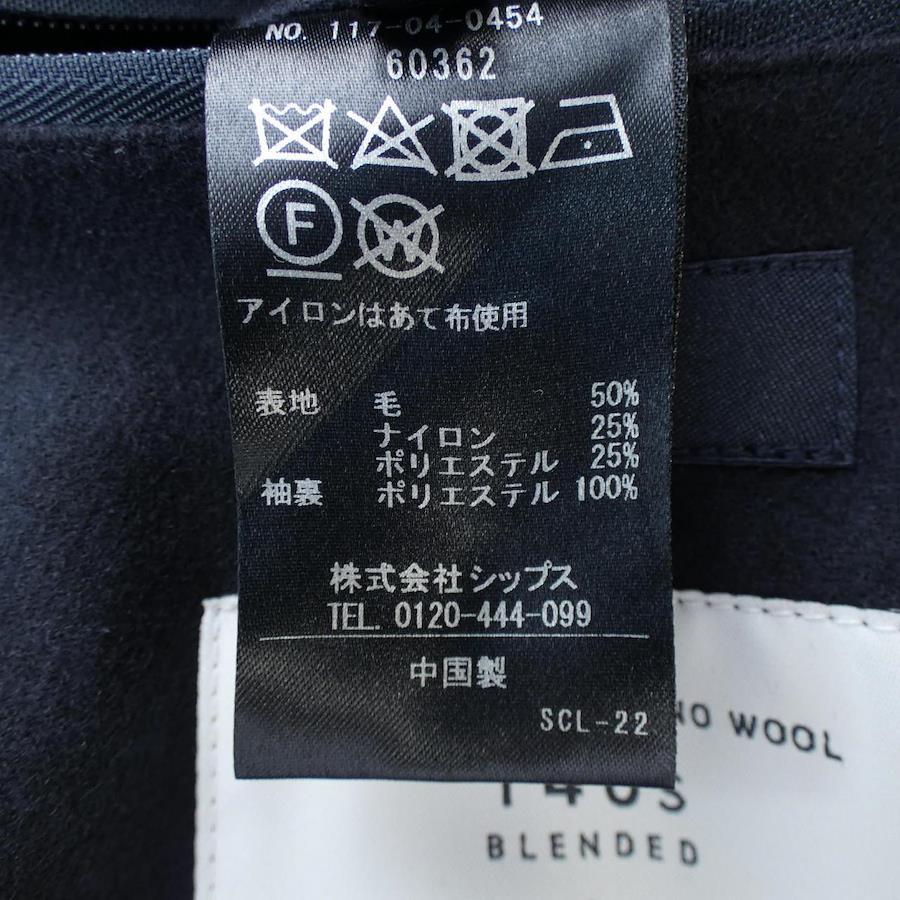 NO. 117-04-0454
60362
F
W
アイロンはあて布使用
表地 毛 50%
ナイロン 25%
ポリエステル 25%
袖裏 ポリエステル 100%
株式会社シップス
TEL. 0120-444-099
中国製
SCL-22
WOOL
BLENDED